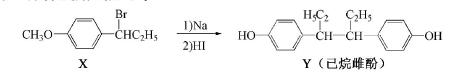 Br
CH₃O
CHC₂H₅
1)Na
2)HI
H₅C₂ C₂H₅
HO
CH—CH
OH
X
Y（已烷雌酚）